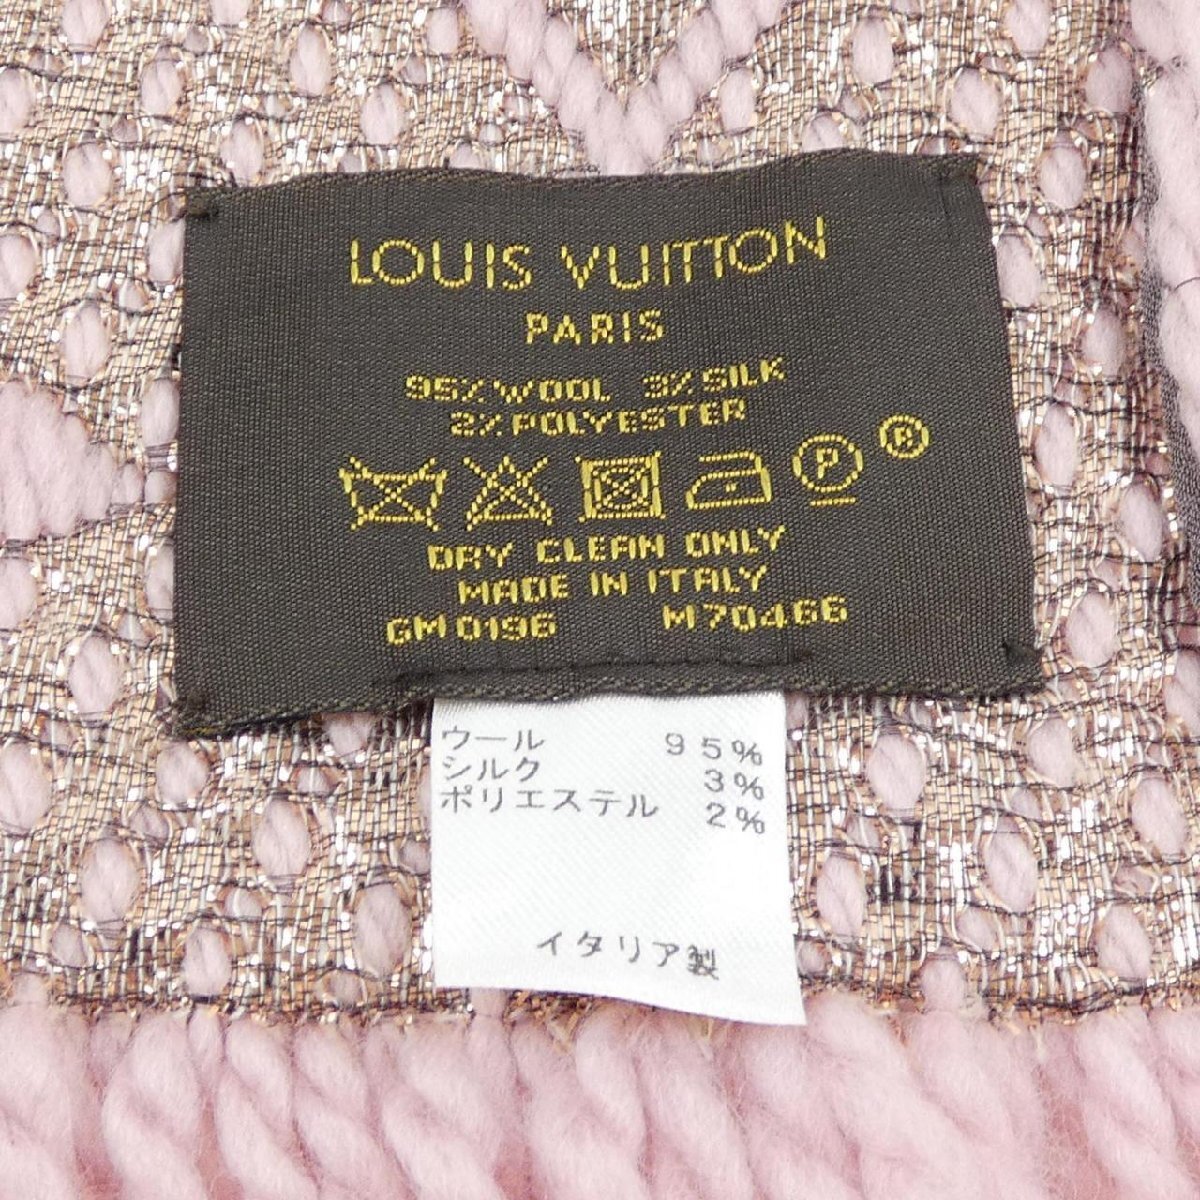 LOUIS VUITTON
PARIS
95% WOOL 3% SILK
2% POLYESTER
P ®
DRY CLEAN ONLY
MADE IN ITALY
GM0196 M70466
ウール 95%
シルク 3%
ポリエステル 2%
イタリア製